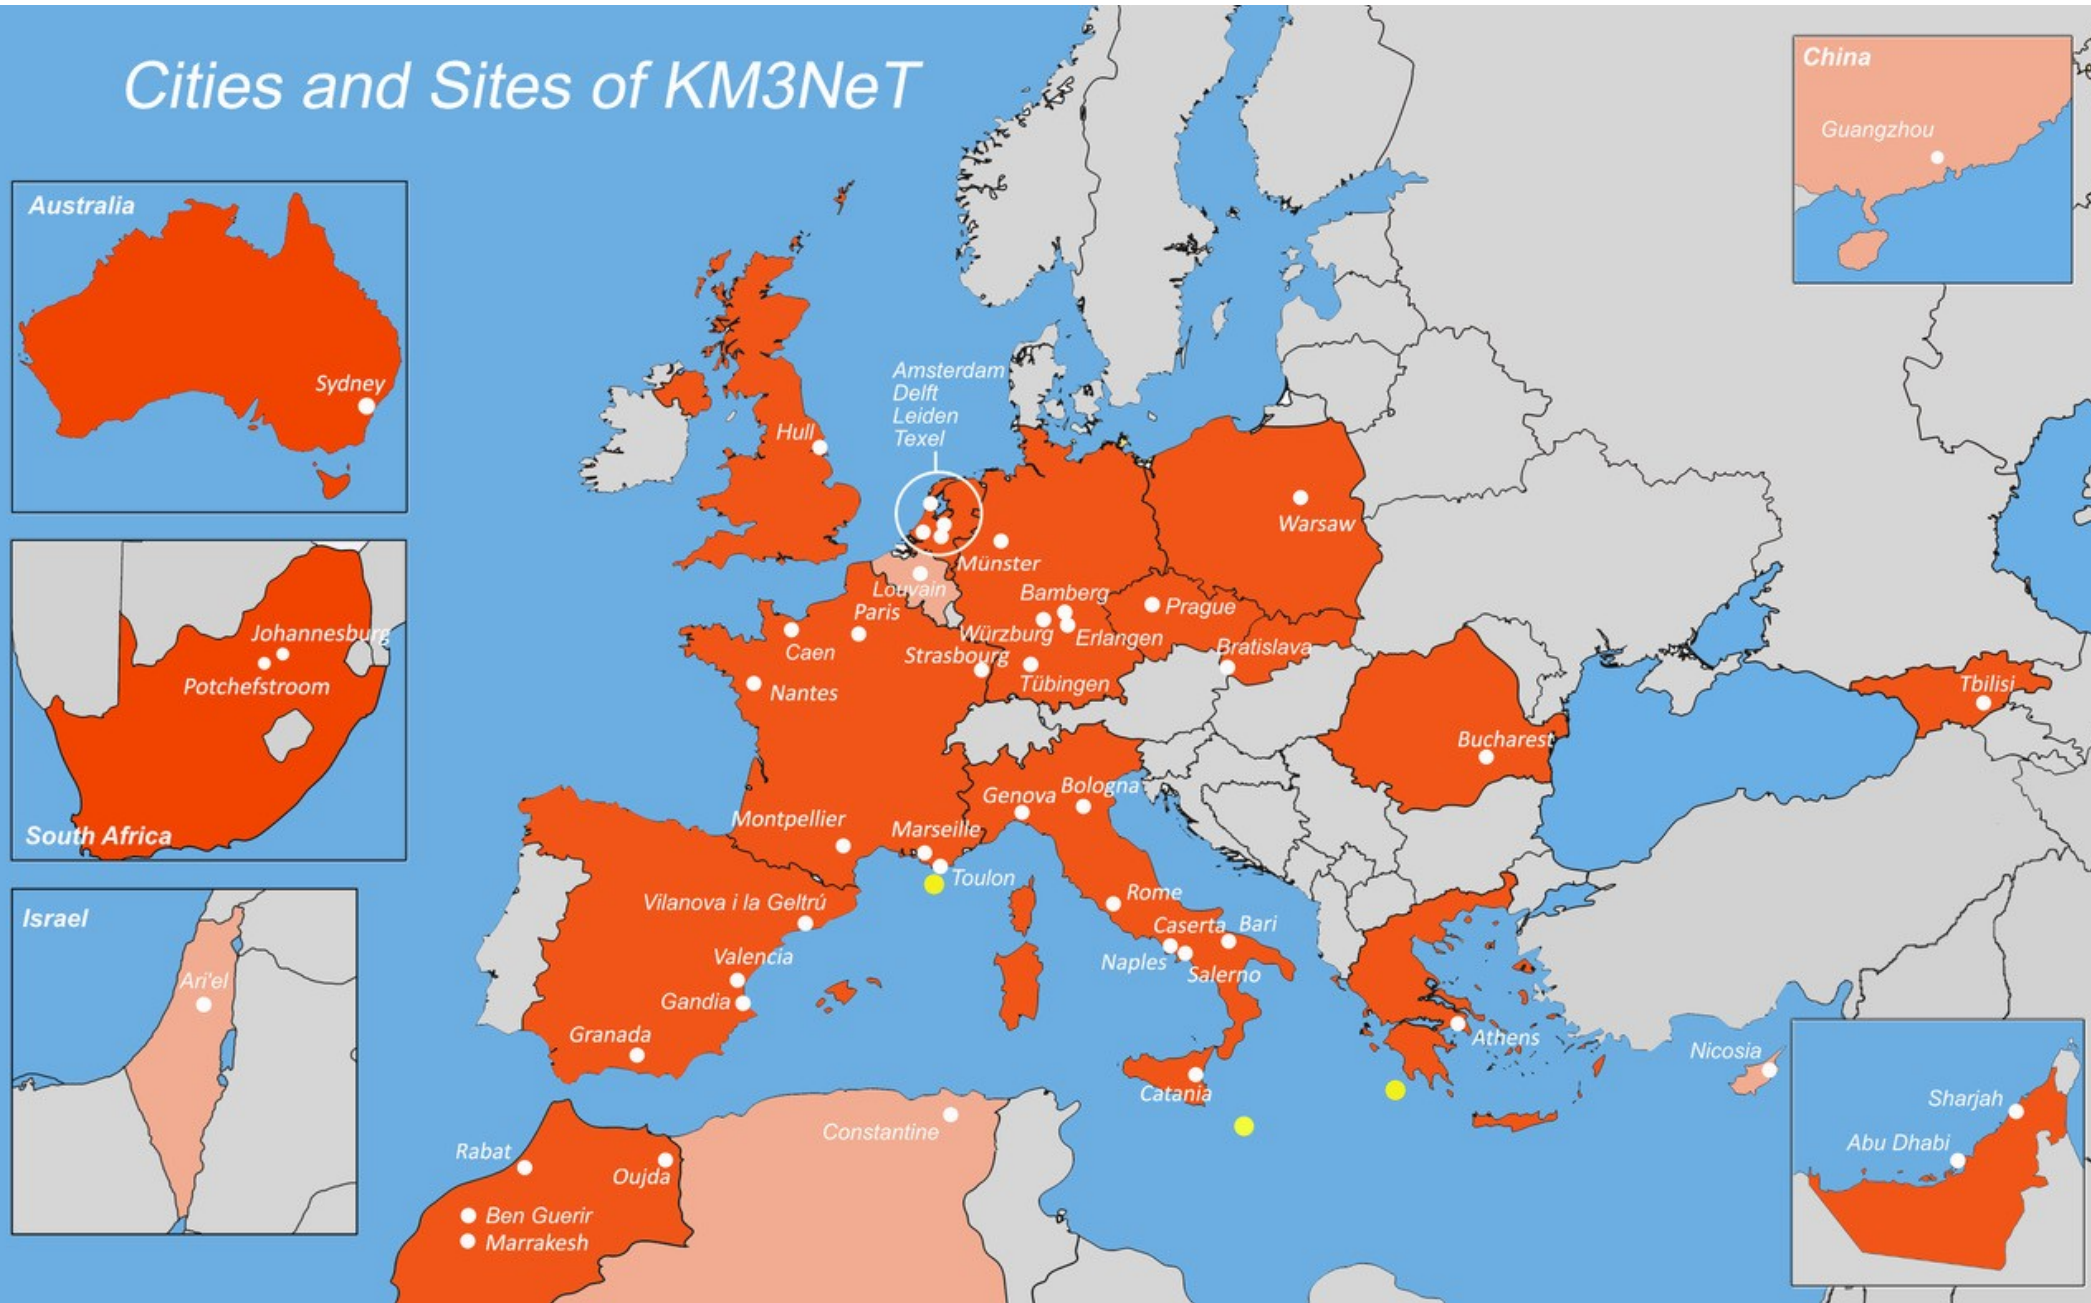 Cities and Sites of KM3NeT
China
Guangzhou
Australia
Sydney
Amsterdam
Delft
Leiden
Texel
Hull
Warsaw
Münster
Louvain
Bamberg
Paris
Prague
Würzburg
Erlangen
Johannesburg
Caen
Strasbourg
Bratislava
Potchefstroom
Tübingen
Tbilisi
Nantes
Bucharest
Genova
Bologna
Montpellier
Marseille
South Africa
Toulon
Vilanova i la Geltrú
Rome
Israel
Caserta
Bari
Valencia
Naples
Salerno
Ari'el
Gandia
Granada
Athens
Nicosia
Catania
Sharjah
Constantine
Abu Dhabi
Rabat
Oujda
Ben Guerir
Marrakesh